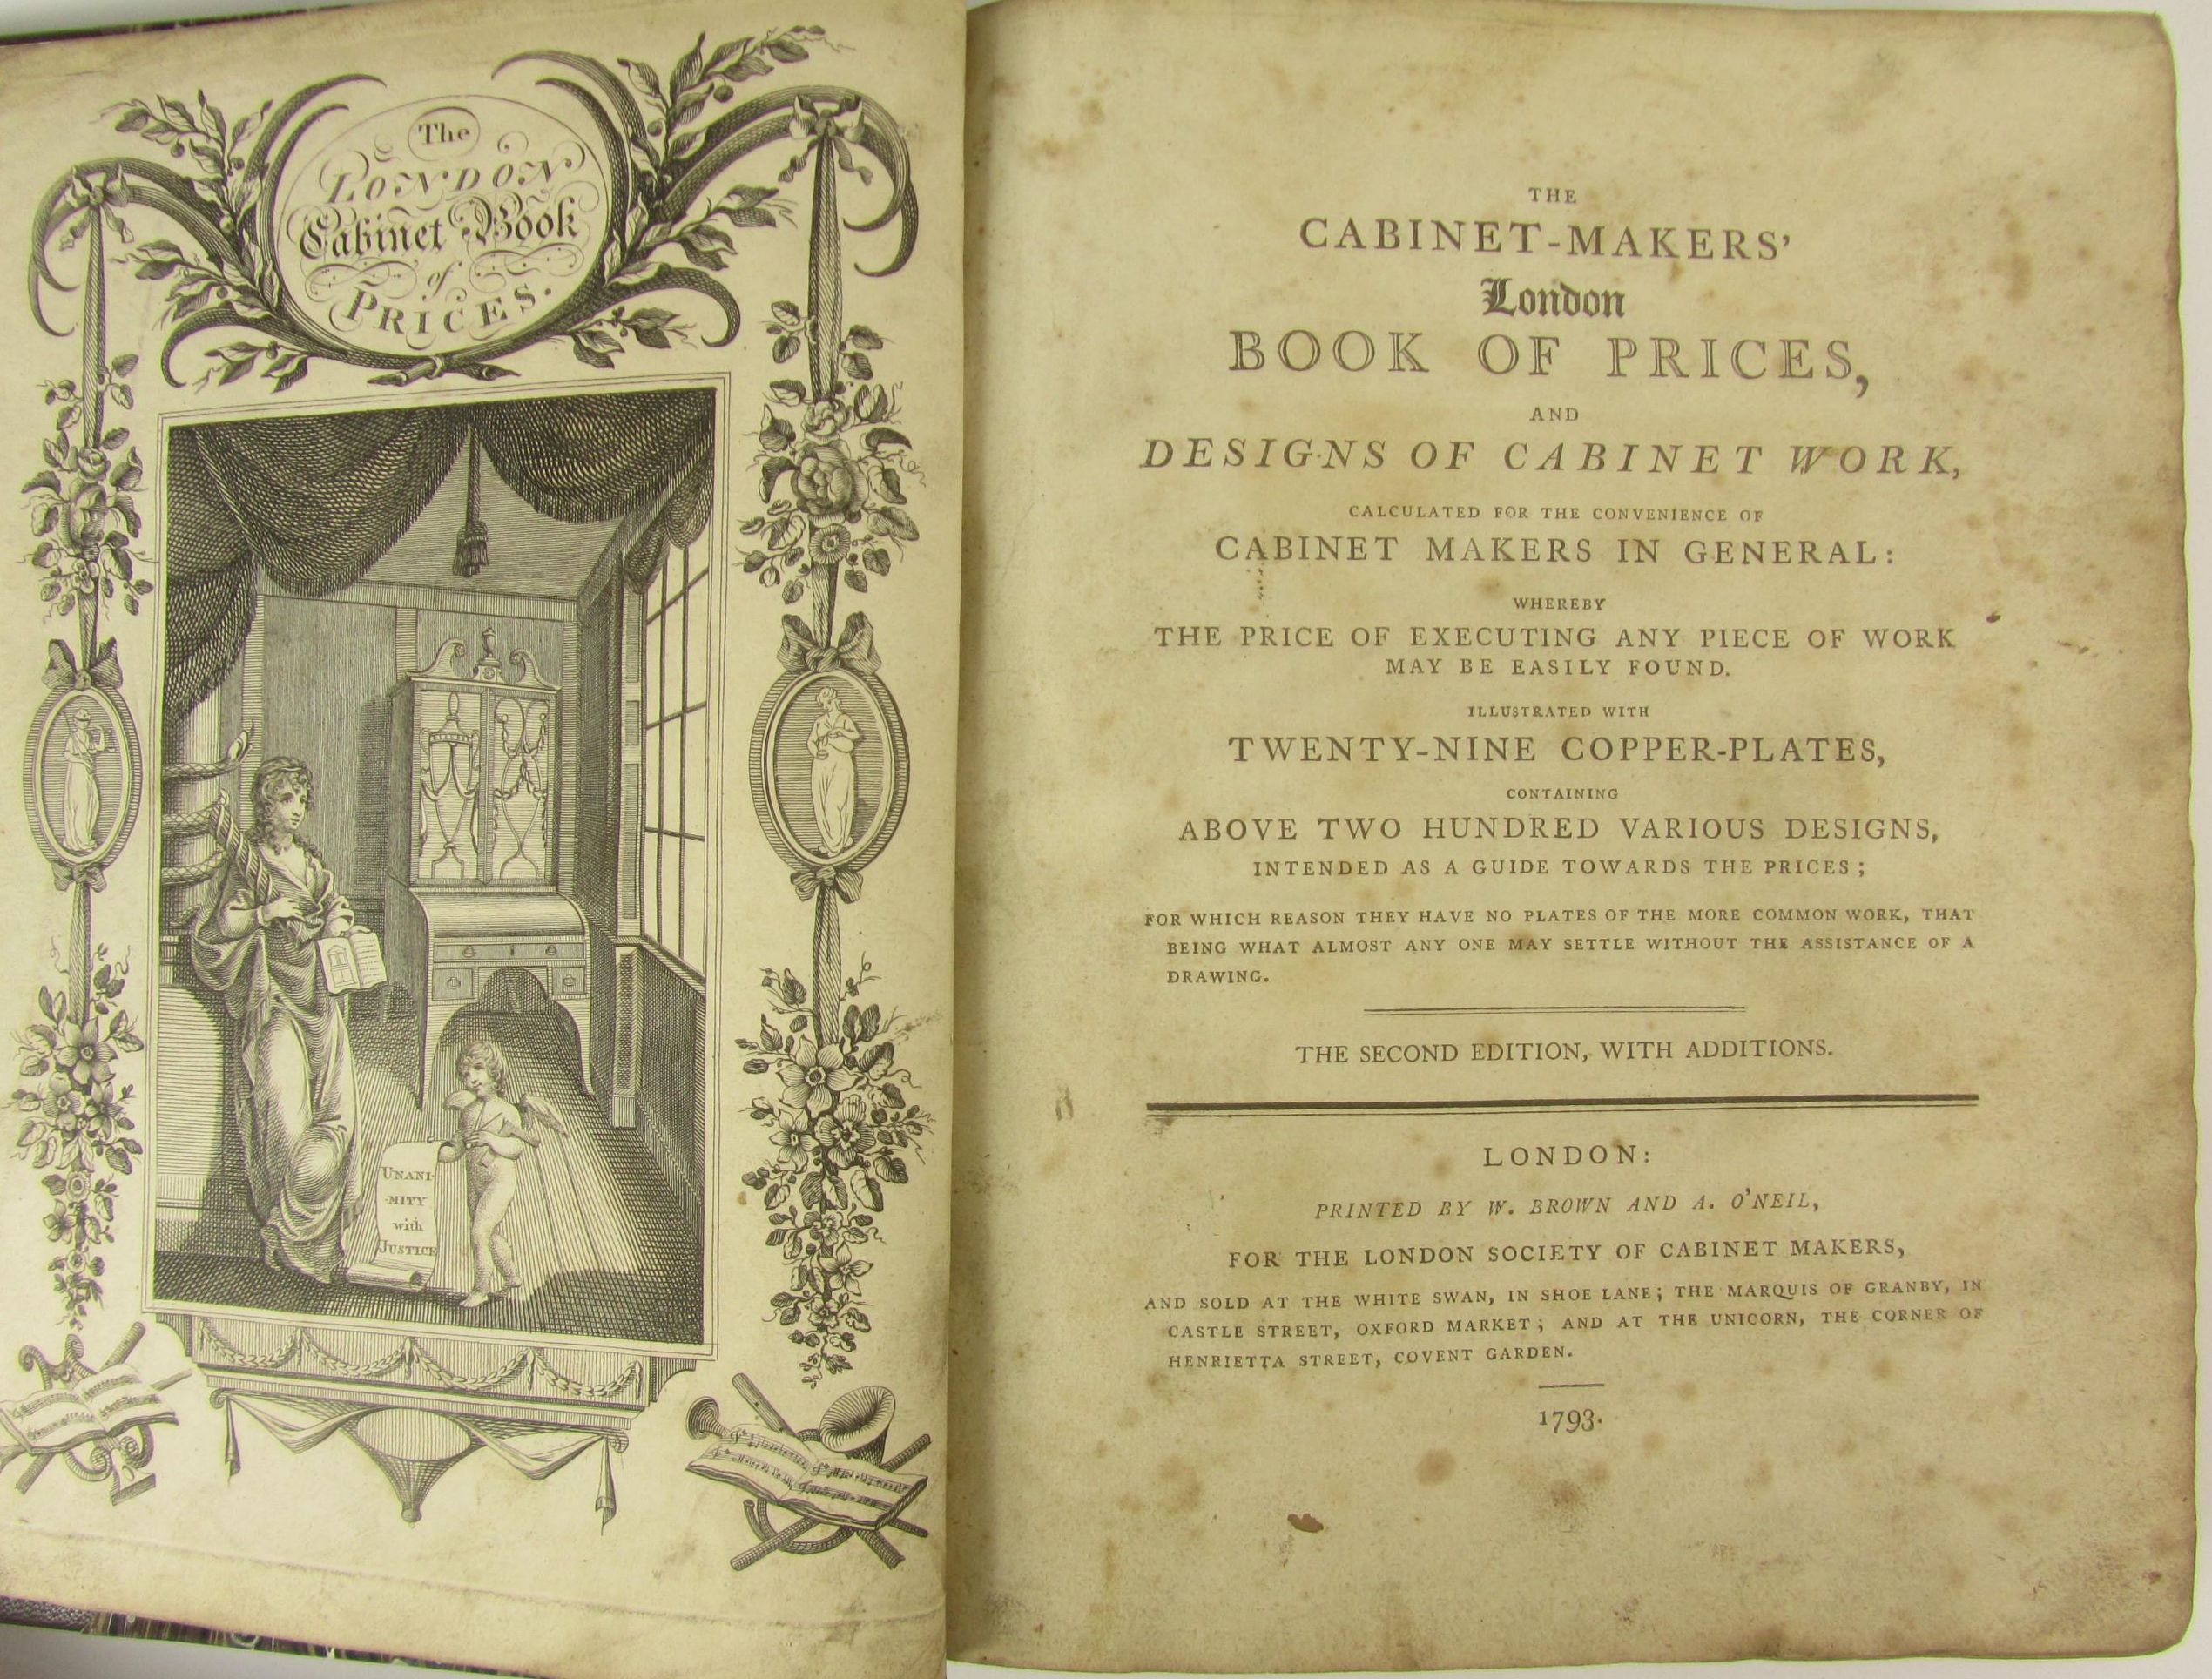 The
LONDON
Cabinet Book
of
PRICES.
UNANI-
-MITY
with
JUSTICE
THE
CABINET-MAKERS'
London
BOOK OF PRICES,
AND
DESIGNS OF CABINET WORK,
CALCULATED FOR THE CONVENIENCE OF
CABINET MAKERS IN GENERAL:
WHEREBY
THE PRICE OF EXECUTING ANY PIECE OF WORK
MAY BE EASILY FOUND.
ILLUSTRATED WITH
TWENTY-NINE COPPER-PLATES,
CONTAINING
ABOVE TWO HUNDRED VARIOUS DESIGNS,
INTENDED AS A GUIDE TOWARDS THE PRICES;
FOR WHICH REASON THEY HAVE NO PLATES OF THE MORE COMMON WORK, THAT
BEING WHAT ALMOST ANY ONE MAY SETTLE WITHOUT THE ASSISTANCE OF A
DRAWING.
THE SECOND EDITION, WITH ADDITIONS.
LONDON:
PRINTED BY W. BROWN AND A. O'NEIL,
FOR THE LONDON SOCIETY OF CABINET MAKERS,
AND SOLD AT THE WHITE SWAN, IN SHOE LANE; THE MARQUIS OF GRANBY, IN
CASTLE STREET, OXFORD MARKET; AND AT THE UNICORN, THE CORNER OF
HENRIETTA STREET, COVENT GARDEN.
1793.